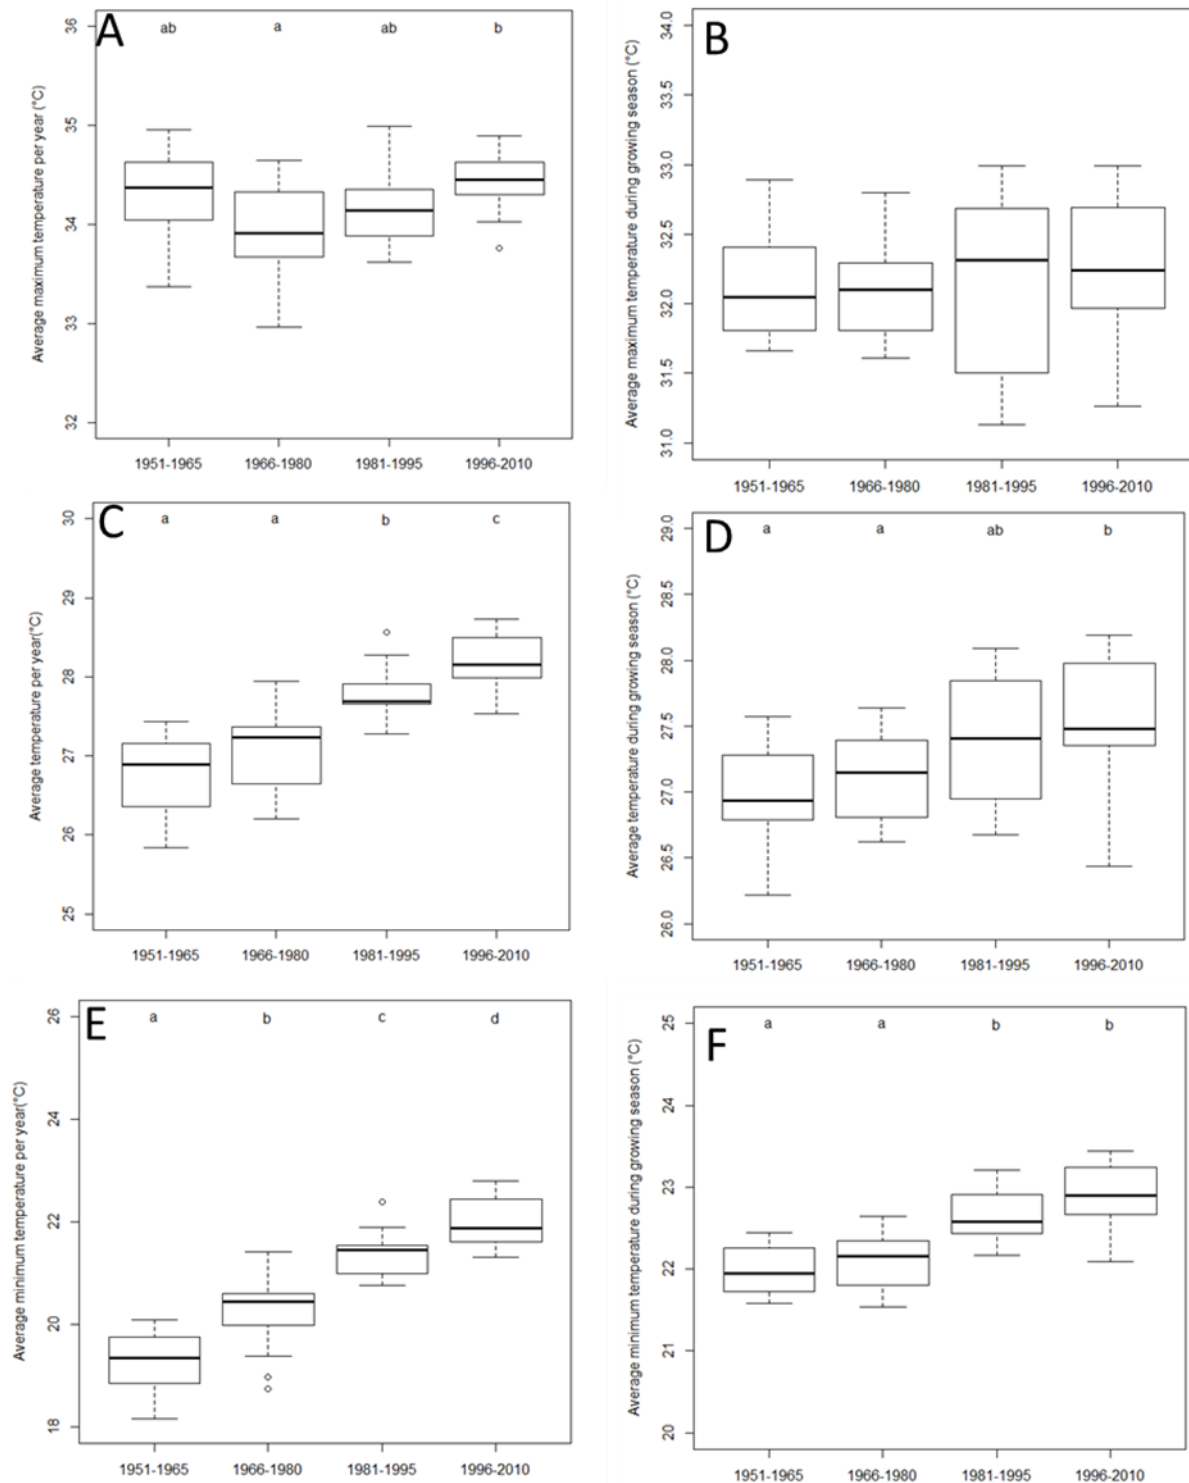 A
ab a ab b
Average maximum temperature per year (°C)
36
35
34
33
32
1951-1965 1966-1980 1981-1995 1996-2010
B
Average maximum temperature during growing season (°C)
34.0
33.5
33.0
32.5
32.0
31.5
31.0
1951-1965 1966-1980 1981-1995 1996-2010
C
a a b c
Average temperature per year(°C)
30
29
28
27
26
25
1951-1965 1966-1980 1981-1995 1996-2010
D
a a ab b
Average temperature during growing season (°C)
29.0
28.5
28.0
27.5
27.0
26.5
26.0
1951-1965 1966-1980 1981-1995 1996-2010
E
a b c d
Average minimum temperature per year(°C)
26
24
22
20
18
1951-1965 1966-1980 1981-1995 1996-2010
F
a a b b
Average minimum temperature during growing season (°C)
25
24
23
22
21
20
1951-1965 1966-1980 1981-1995 1996-2010